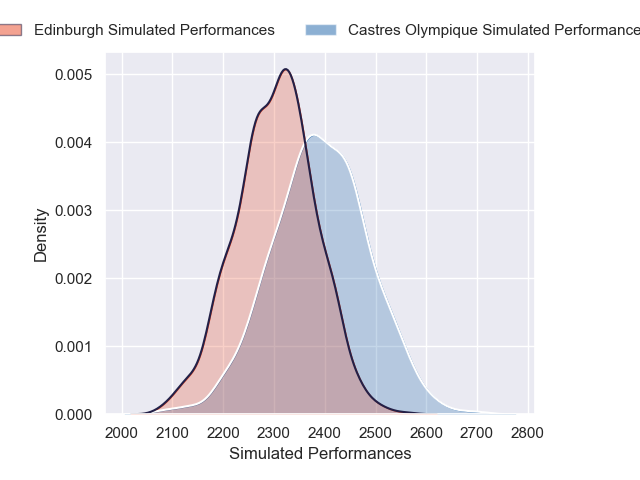 Edinburgh Simulated Performances
Castres Olympique Simulated Performance
0.005
0.004
0.003
0.002
0.001
0.000
Density
2000 2100 2200 2300 2400 2500 2600 2700 2800
Simulated Performances